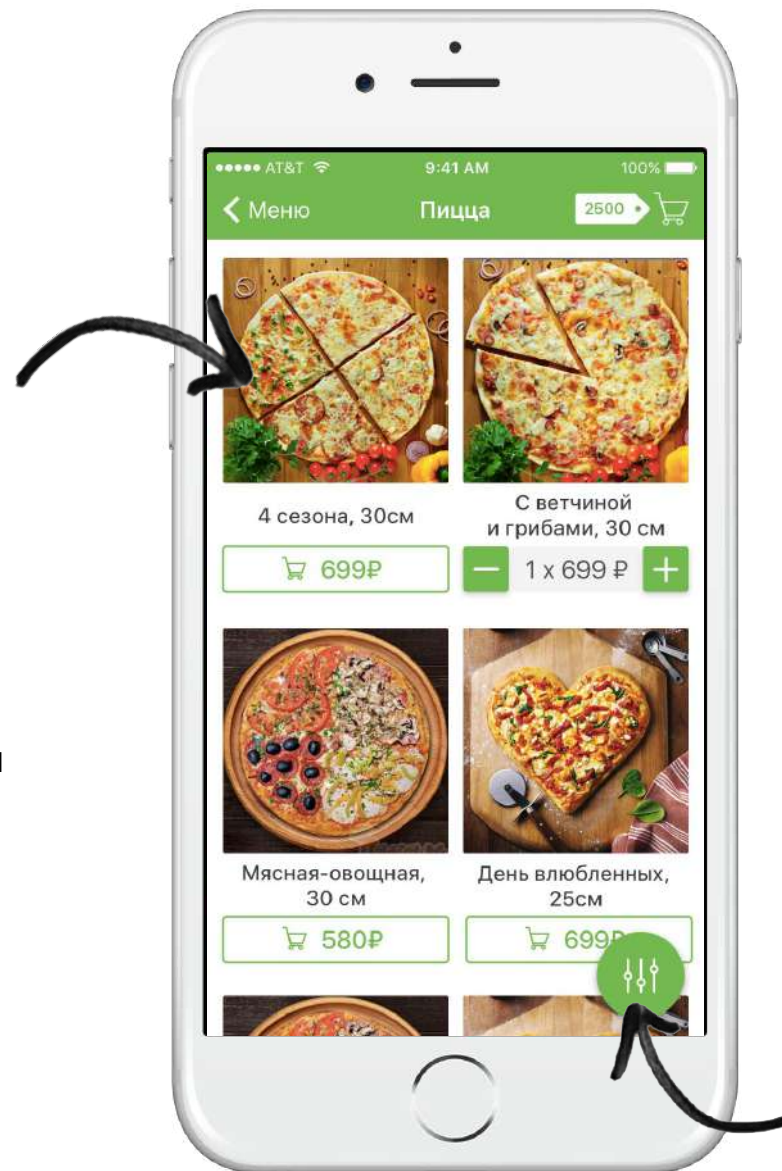 AT&T 9:41 AM 100%
Меню Пицца 2500
4 сезона, 30см
С ветчиной
и грибами, 30 см
699₽
1 x 699 ₽
Мясная-овощная,
30 см
День влюбленных,
25см
580₽
699₽